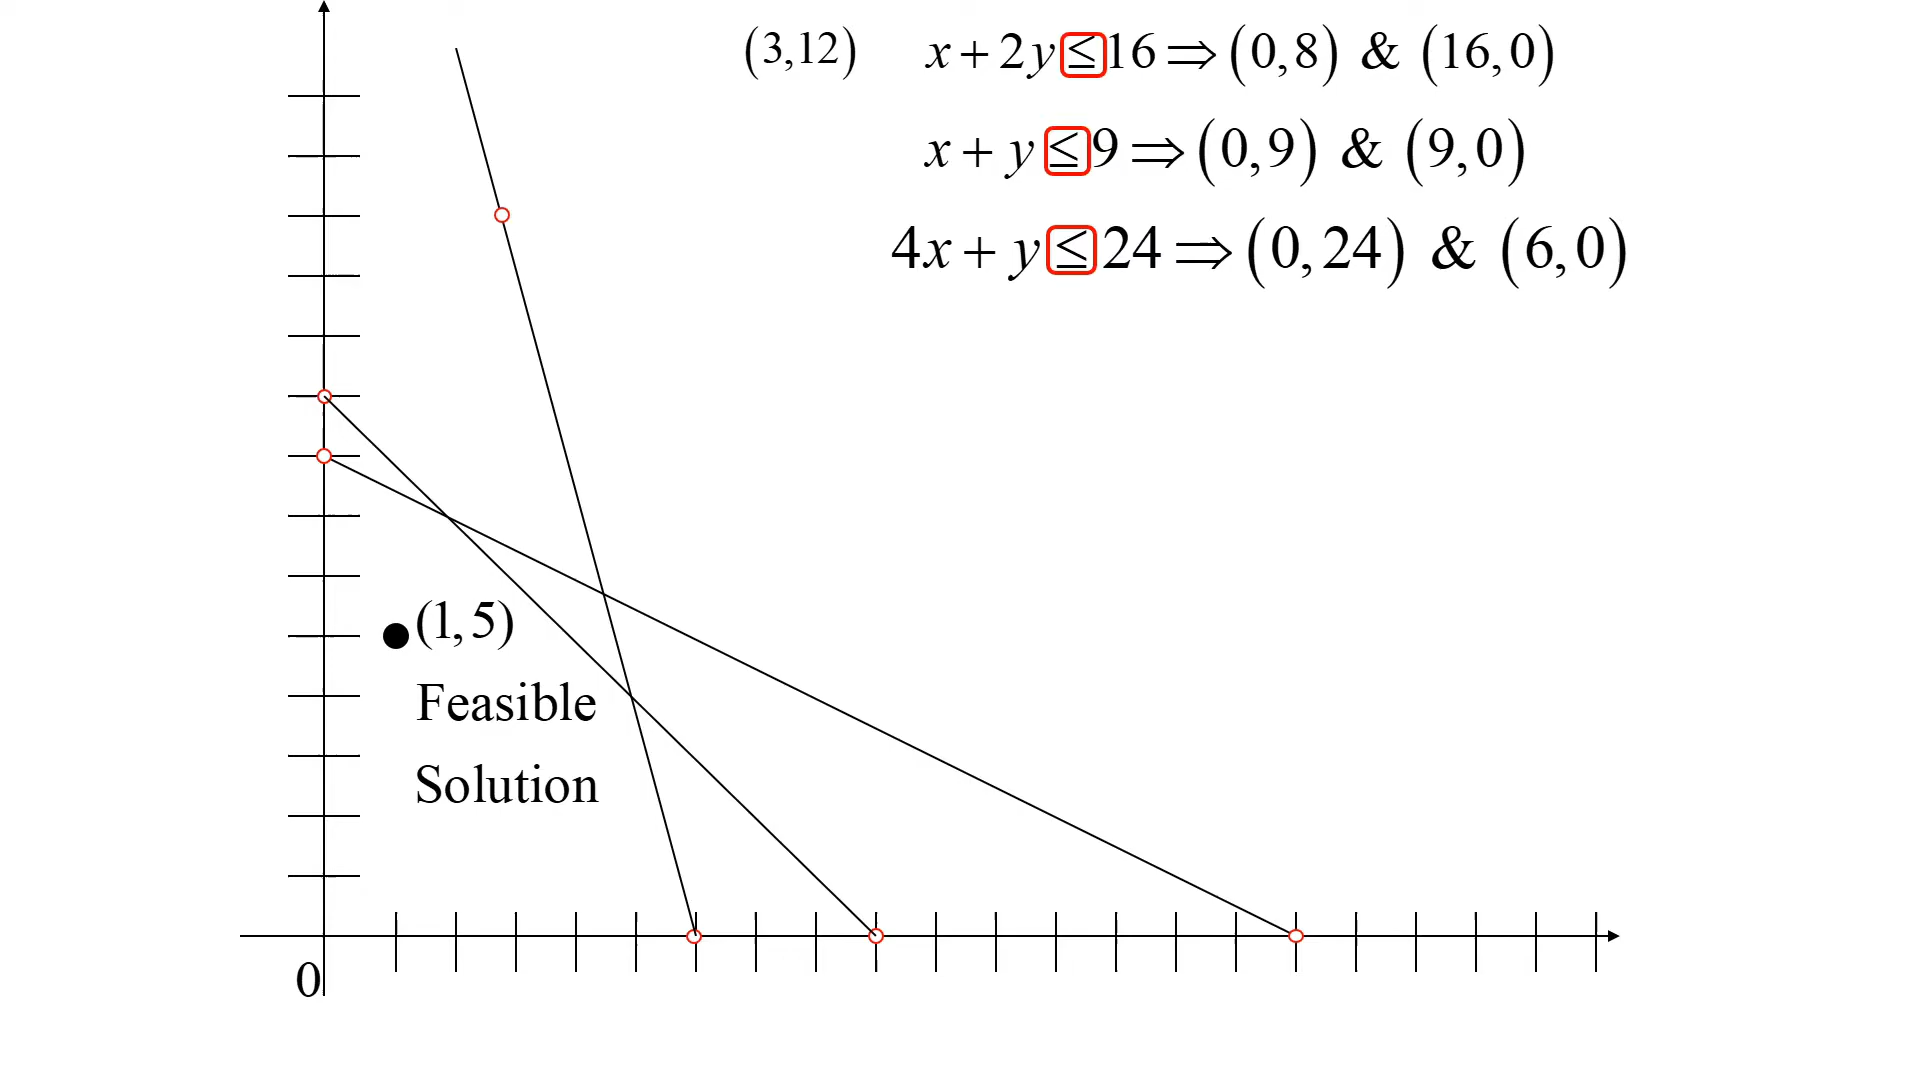 (3,12) x + 2y ≤ 16 ⇒ (0,8) & (16,0)
x + y ≤ 9 ⇒ (0,9) & (9,0)
4x + y ≤ 24 ⇒ (0,24) & (6,0)
(1,5)
Feasible
Solution
0